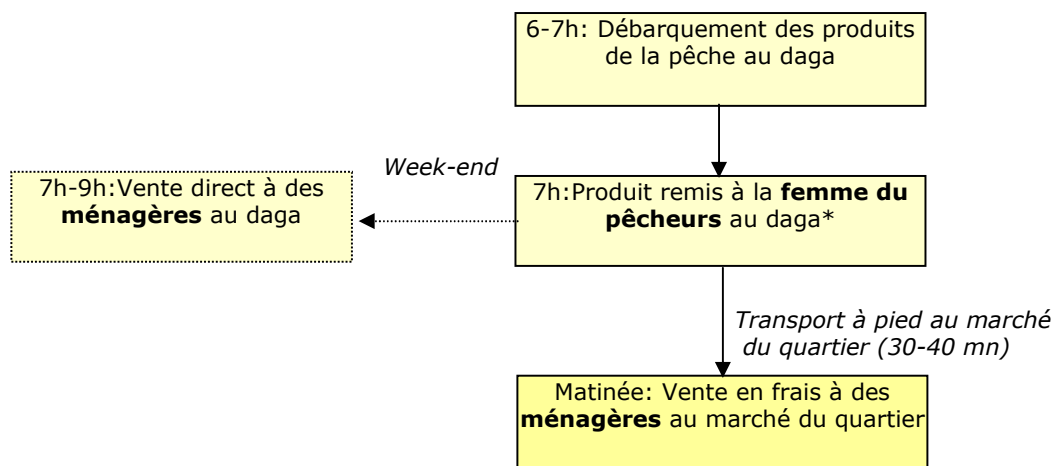 6-7h: Débarquement des produits
de la pêche au daga
Week-end
7h-9h:Vente direct à des
ménagères au daga
7h:Produit remis à la femme du
pêcheurs au daga*
Transport à pied au marché
du quartier (30-40 mn)
Matinée: Vente en frais à des
ménagères au marché du quartier